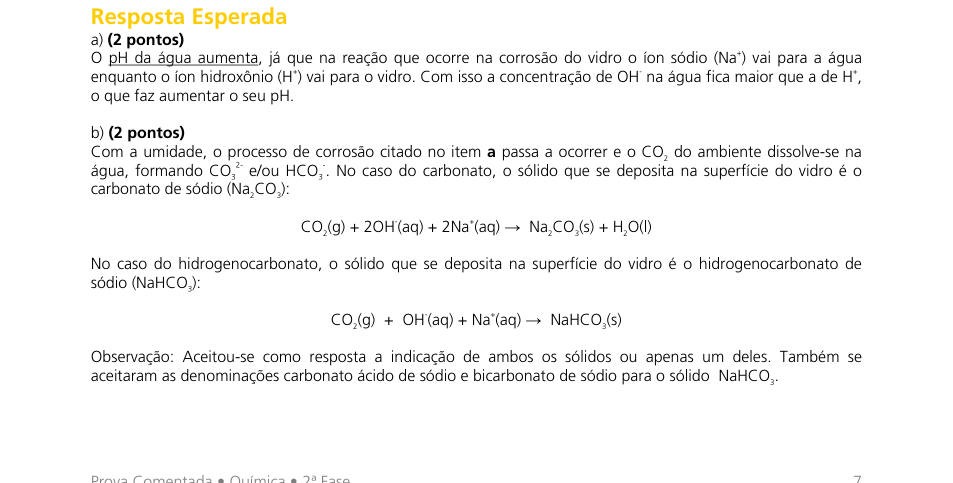 Resposta Esperada
a) (2 pontos)
O pH da água aumenta, já que na reação que ocorre na corrosão do vidro o íon sódio (Na⁺) vai para a água
enquanto o íon hidroxônio (H⁺) vai para o vidro. Com isso a concentração de OH⁻ na água fica maior que a de H⁺,
o que faz aumentar o seu pH.
b) (2 pontos)
Com a umidade, o processo de corrosão citado no item a passa a ocorrer e o CO₂ do ambiente dissolve-se na
água, formando CO₃²⁻ e/ou HCO₃⁻. No caso do carbonato, o sólido que se deposita na superfície do vidro é o
carbonato de sódio (Na₂CO₃):
CO₂(g) + 2OH⁻(aq) + 2Na⁺(aq) → Na₂CO₃(s) + H₂O(l)
No caso do hidrogenocarbonato, o sólido que se deposita na superfície do vidro é o hidrogenocarbonato de
sódio (NaHCO₃):
CO₂(g) + OH⁻(aq) + Na⁺(aq) → NaHCO₃(s)
Observação: Aceitou-se como resposta a indicação de ambos os sólidos ou apenas um deles. Também se
aceitaram as denominações carbonato ácido de sódio e bicarbonato de sódio para o sólido NaHCO₃.
Prova Comentada • Química • 2ª Fase 7